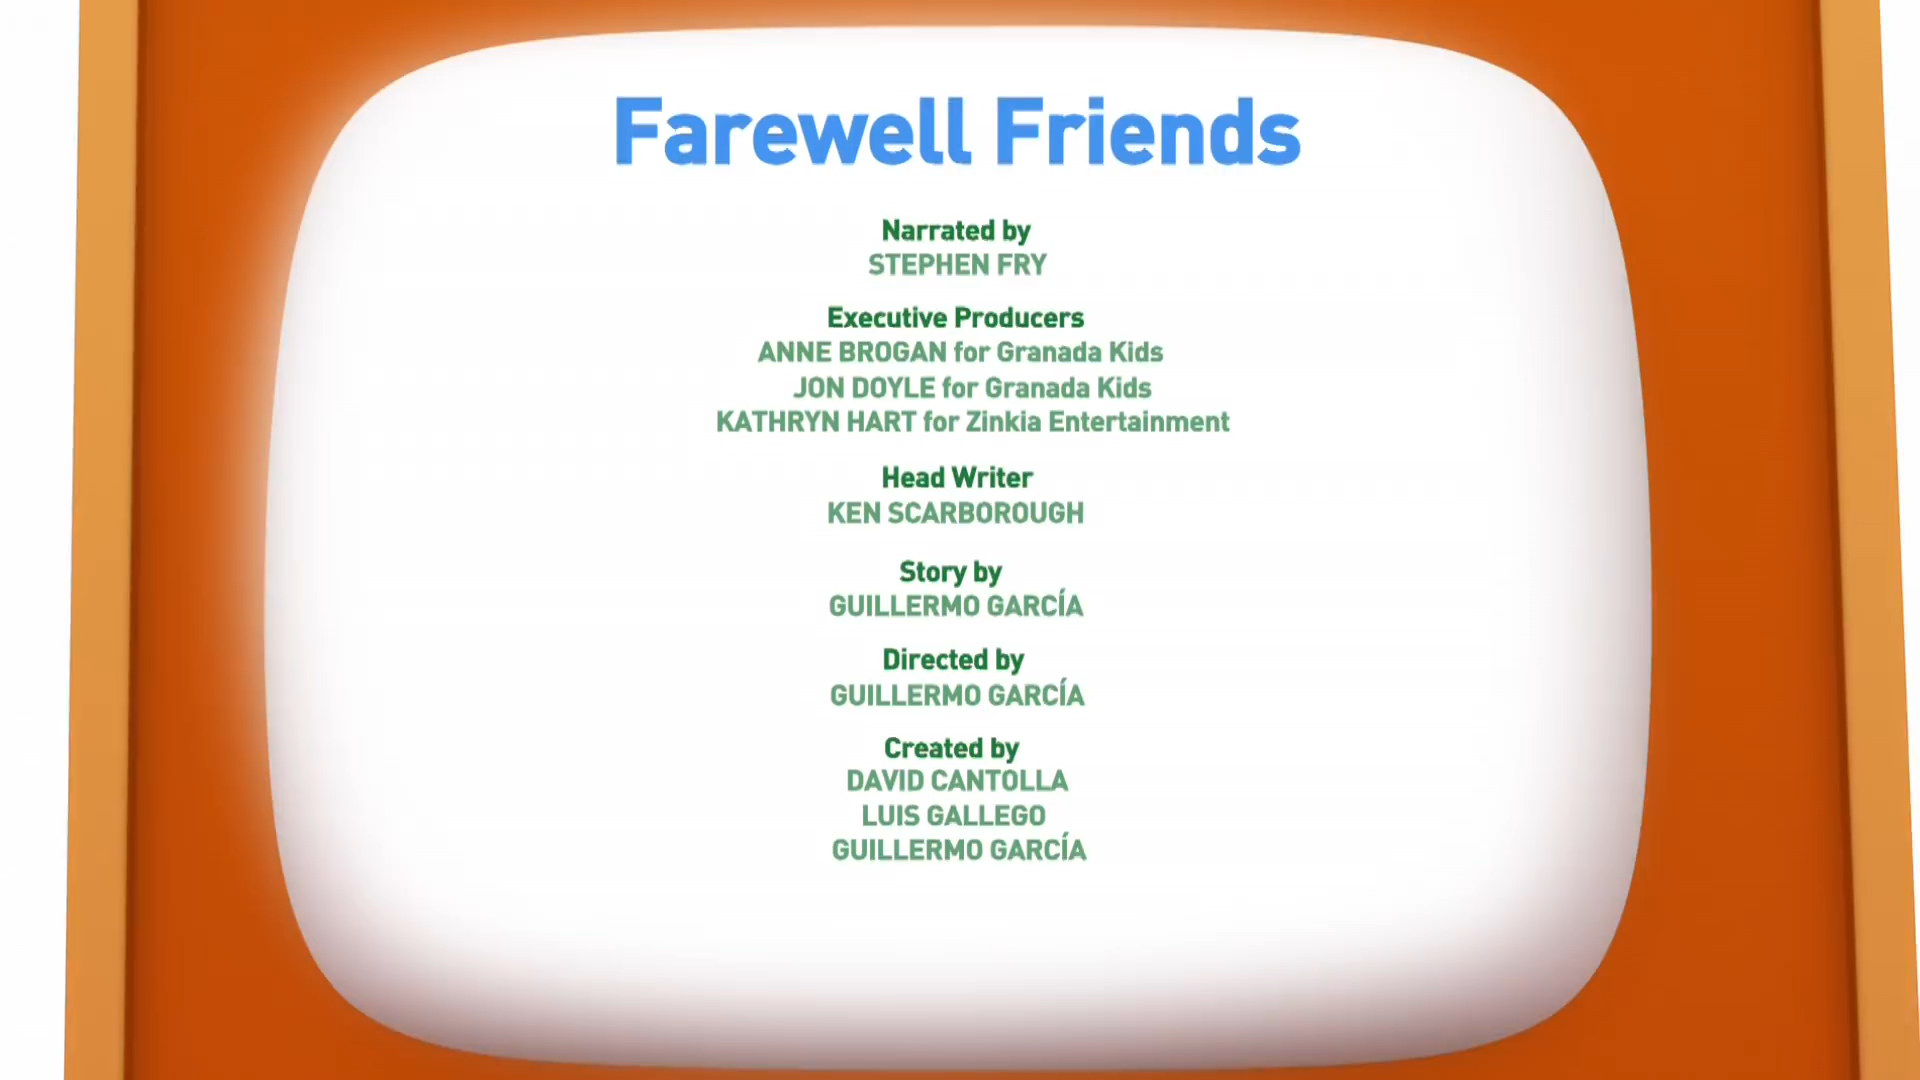 Farewell Friends
Narrated by
STEPHEN FRY
Executive Producers
ANNE BROGAN for Granada Kids
JON DOYLE for Granada Kids
KATHRYN HART for Zinkia Entertainment
Head Writer
KEN SCARBOROUGH
Story by
GUILLERMO GARCÍA
Directed by
GUILLERMO GARCÍA
Created by
DAVID CANTOLLA
LUIS GALLEGO
GUILLERMO GARCÍA